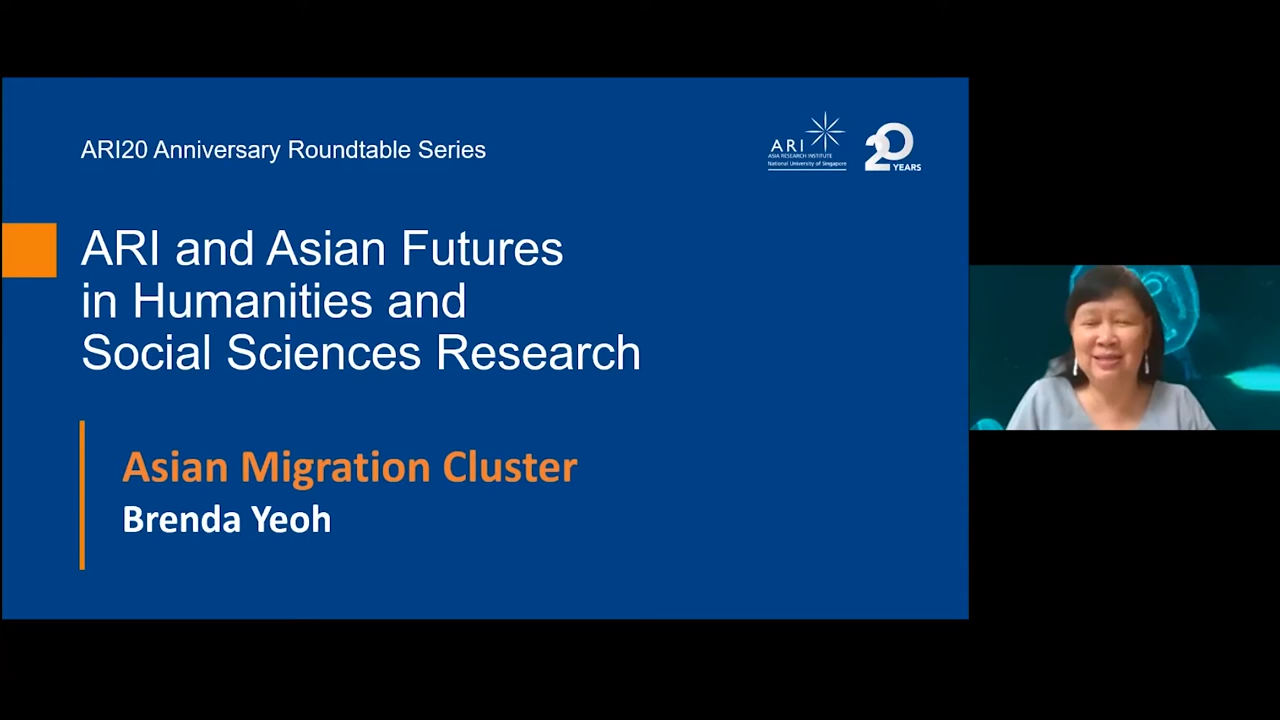 ARI20 Anniversary Roundtable Series
ARI
ASIA RESEARCH INSTITUTE
National University of Singapore
20
YEARS
ARI and Asian Futures
in Humanities and
Social Sciences Research
Asian Migration Cluster
Brenda Yeoh